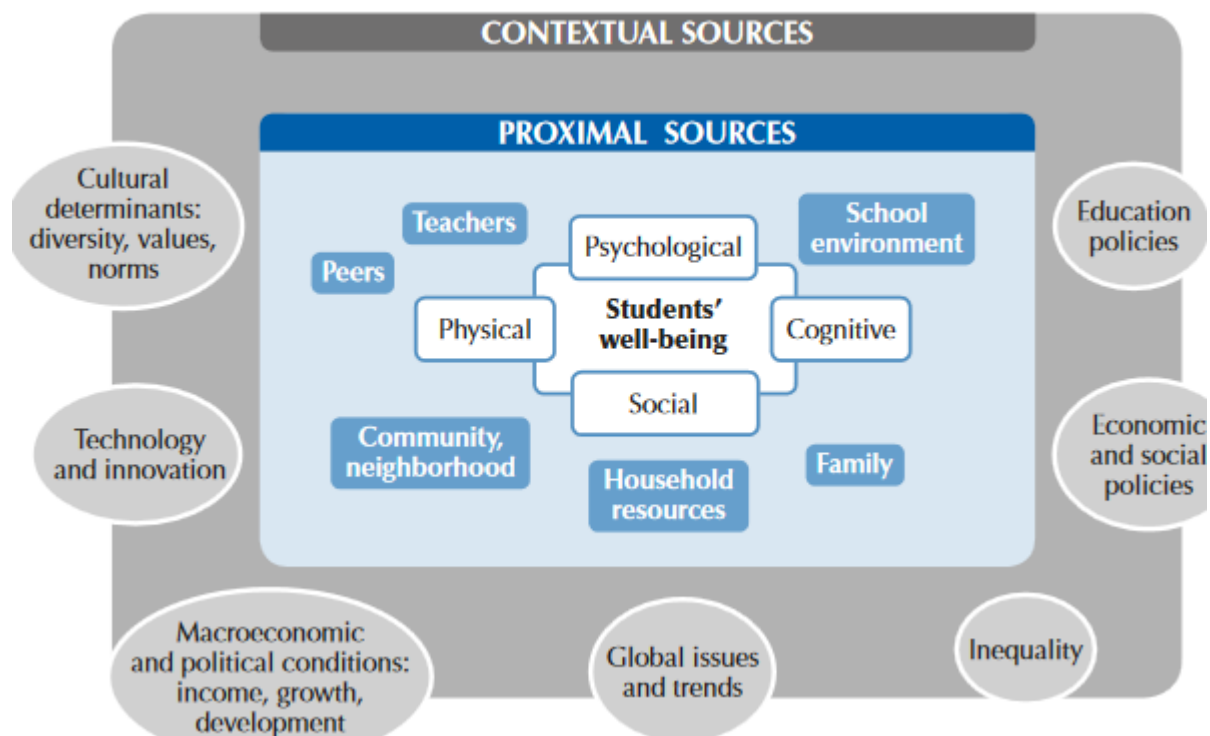 CONTEXTUAL SOURCES
PROXIMAL SOURCES
Cultural
determinants:
diversity, values,
norms
Teachers
Peers
Psychological
School
environment
Education
policies
Physical
Students’
well-being
Cognitive
Social
Technology
and innovation
Community,
neighborhood
Household
resources
Family
Economic
and social
policies
Macroeconomic
and political conditions:
income, growth,
development
Global issues
and trends
Inequality